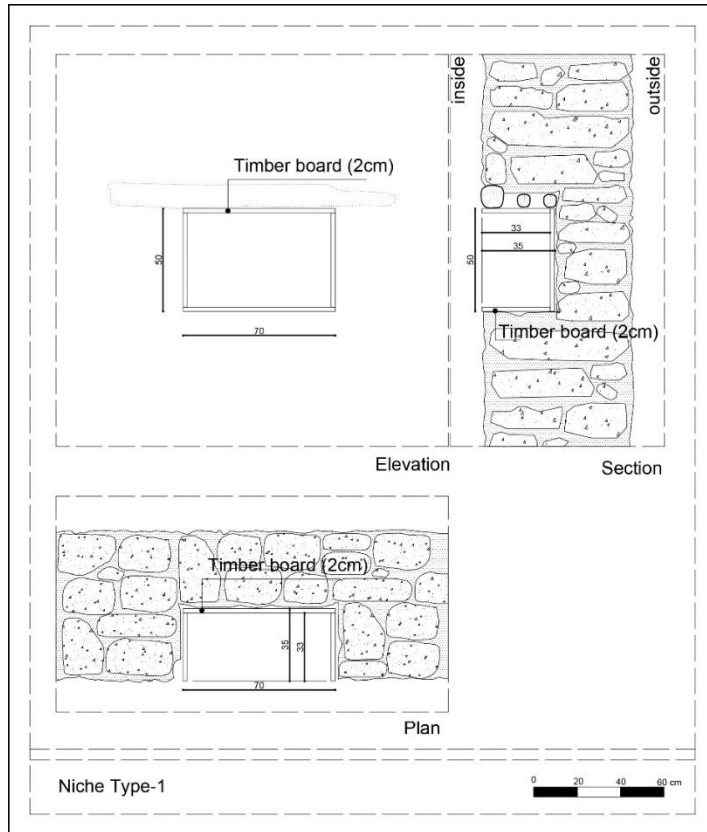 Timber board (2cm)
50
70
Elevation
inside
outside
33
35
50
Timber board (2cm)
Section
Timber board (2cm)
35
33
70
Plan
Niche Type-1
0 20 40 60 cm